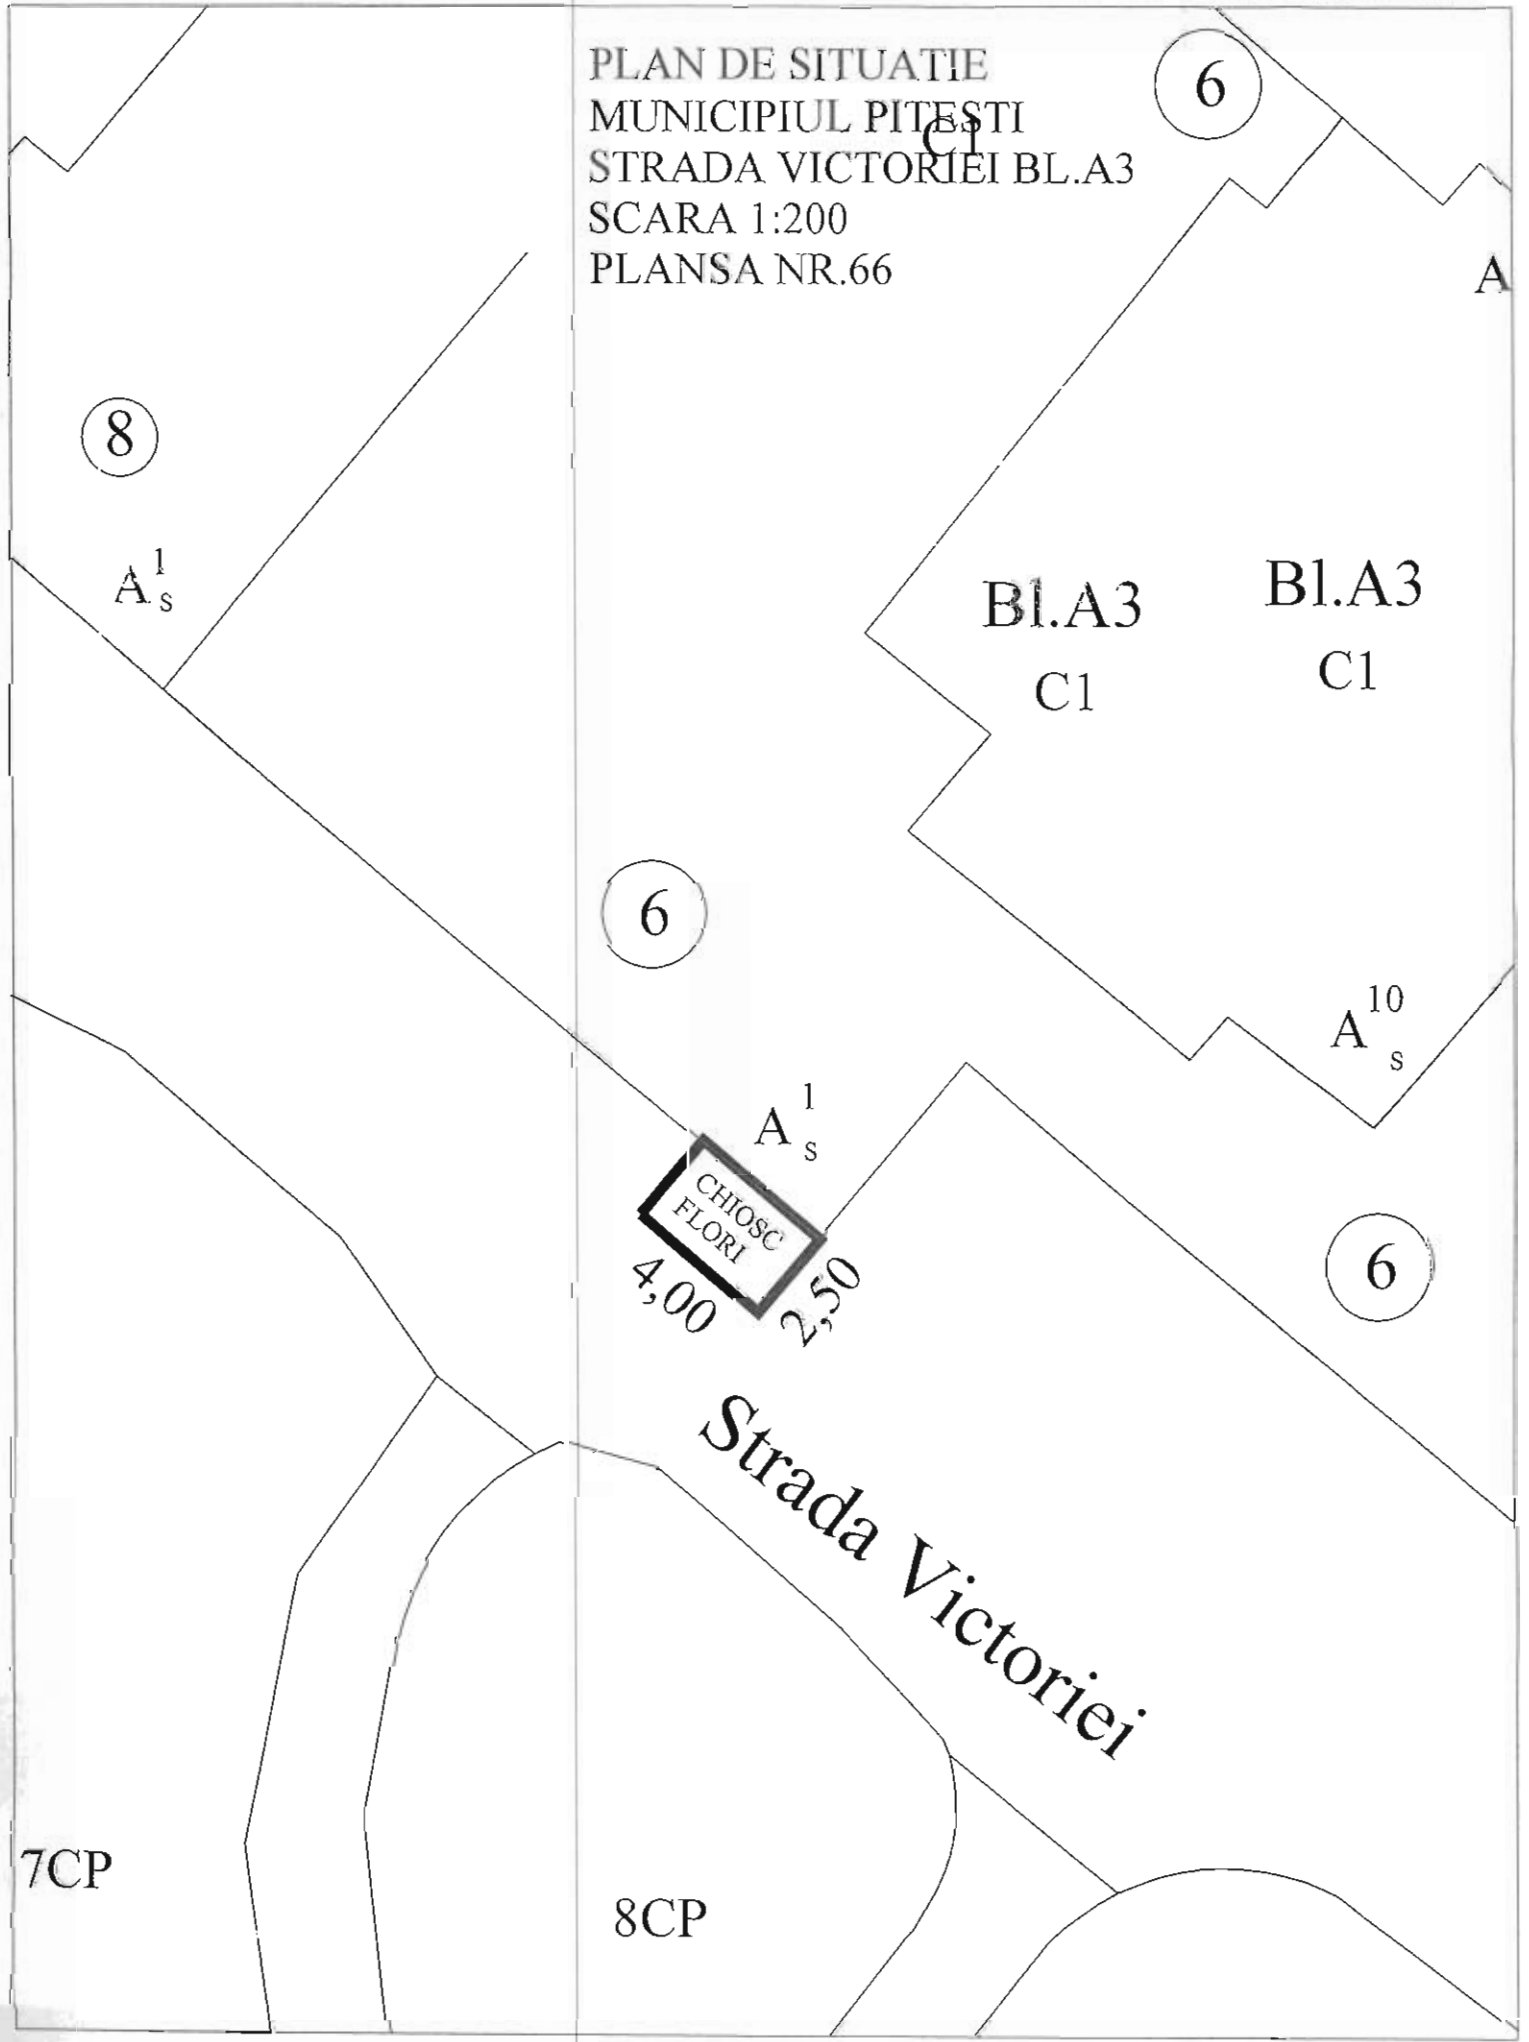 PLAN DE SITUATIE
MUNICIPIUL PITESTI
C1
STRADA VICTORIEI BL.A3
SCARA 1:200
PLANSA NR.66
6
A
8
A 1 s
Bl.A3
C1
Bl.A3
C1
6
A 10 s
A 1 s
CHIOSC
FLORI
4,00
2,50
6
Strada Victoriei
7CP
8CP